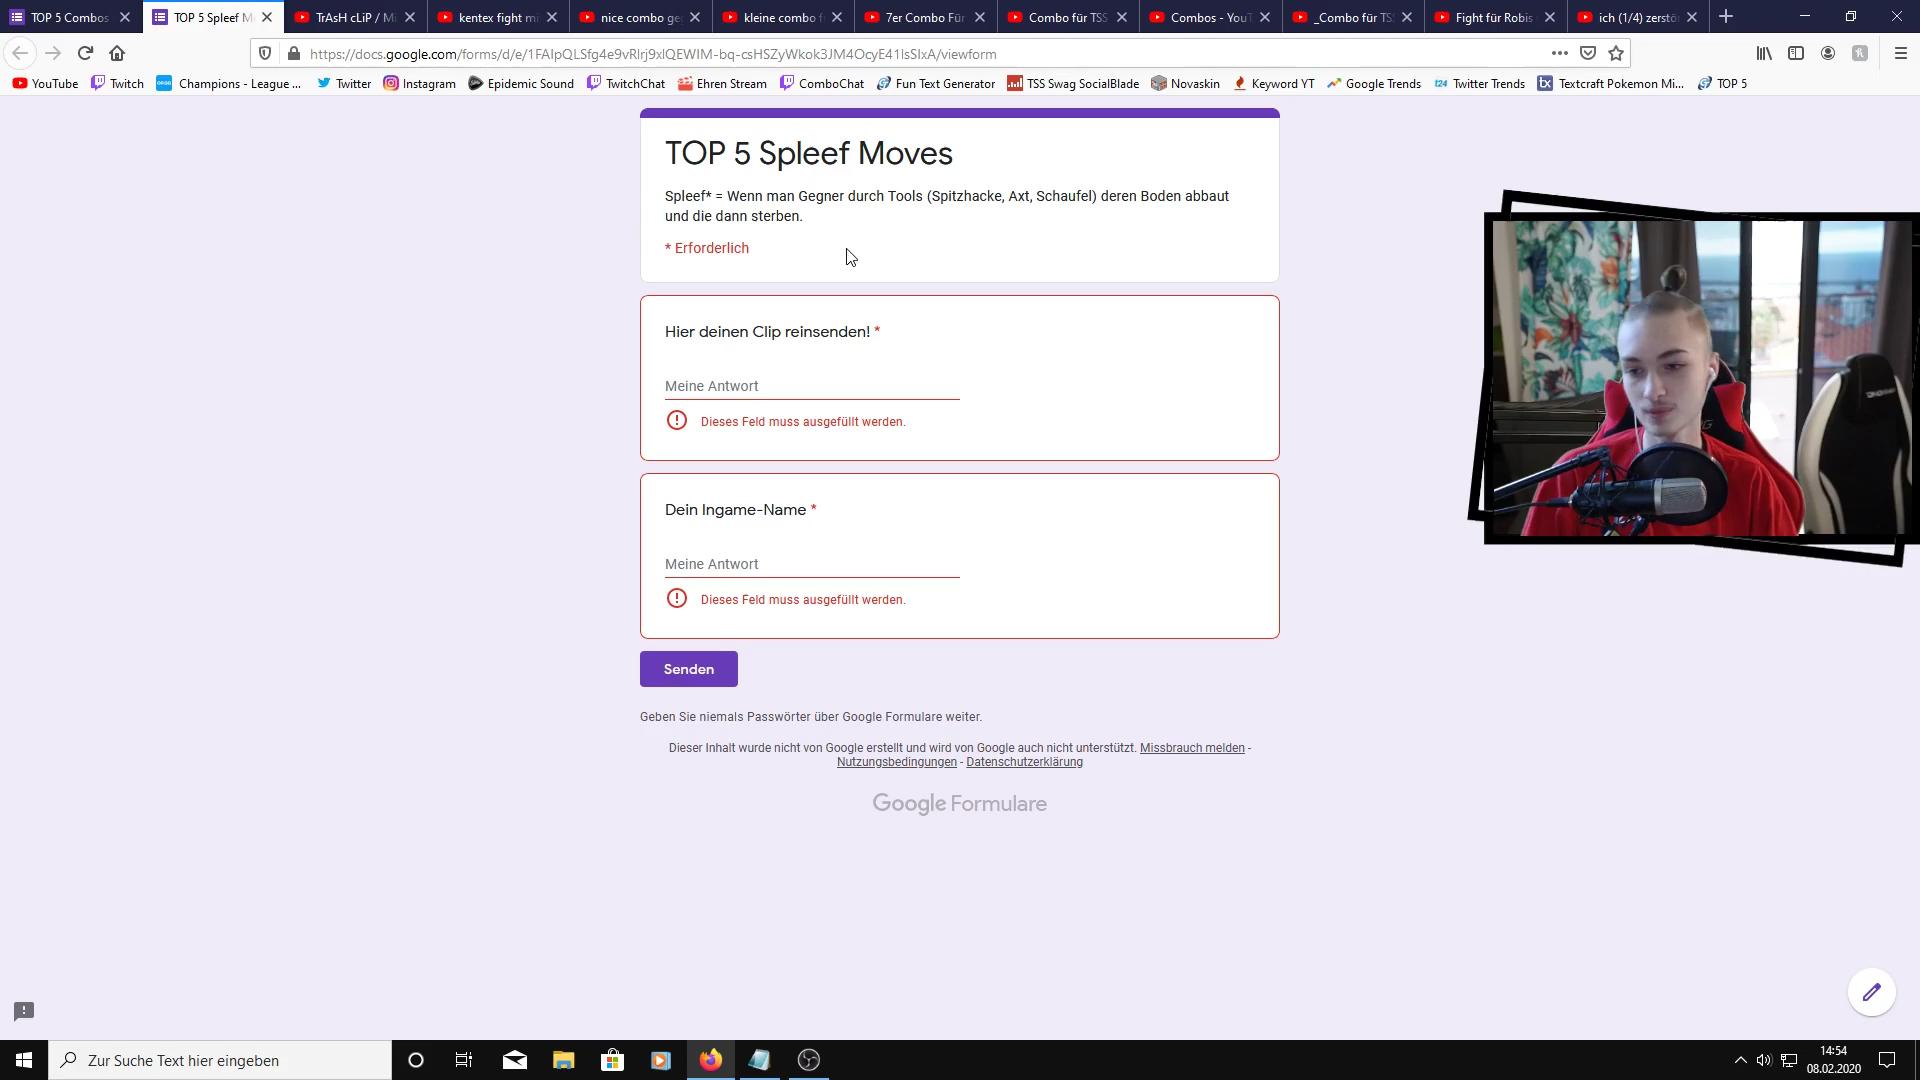 TOP 5 Combos
TOP 5 Spleef M
TrAsH cLiP / Mi
kentex fight mi
nice combo ge
kleine combo f
7er Combo Für
Combo für TSS
Combos - YouT
_Combo für TS
Fight für Robis
ich (1/4) zerstö
https://docs.google.com/forms/d/e/1FAIpQLSfg4e9vRlrj9xlQEWIM-bq-csHSZyWkok3JM4OcyE41lsSIxA/viewform
YouTube
Twitch
Champions - League ...
Twitter
Instagram
Epidemic Sound
TwitchChat
Ehren Stream
ComboChat
Fun Text Generator
TSS Swag SocialBlade
Novaskin
Keyword YT
Google Trends
t24 Twitter Trends
bx Textcraft Pokemon Mi...
TOP 5
TOP 5 Spleef Moves
Spleef* = Wenn man Gegner durch Tools (Spitzhacke, Axt, Schaufel) deren Boden abbaut
und die dann sterben.
* Erforderlich
Hier deinen Clip reinsenden! *
Meine Antwort
Dieses Feld muss ausgefüllt werden.
Dein Ingame-Name *
Meine Antwort
Dieses Feld muss ausgefüllt werden.
Senden
Geben Sie niemals Passwörter über Google Formulare weiter.
Dieser Inhalt wurde nicht von Google erstellt und wird von Google auch nicht unterstützt. Missbrauch melden -
Nutzungsbedingungen - Datenschutzerklärung
Google Formulare
Zur Suche Text hier eingeben
14:54
08.02.2020